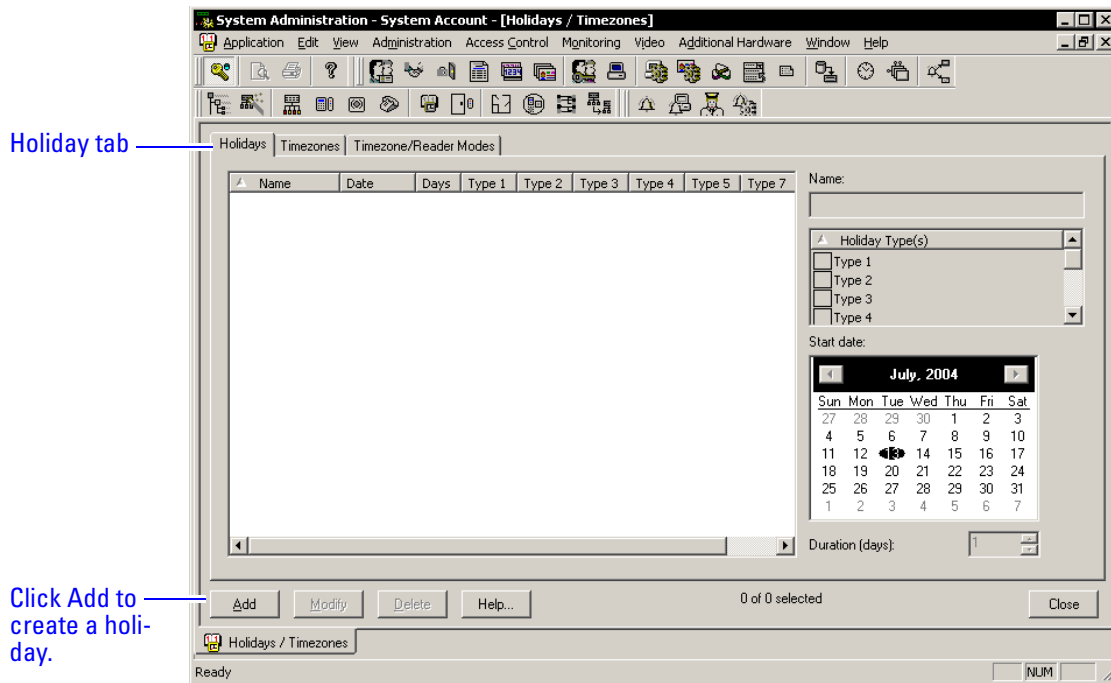 System Administration - System Account - [Holidays / Timezones]
Application Edit View Administration Access Control Monitoring Video Additional Hardware Window Help
Holiday tab
Holidays Timezones Timezone/Reader Modes
Name Date Days Type 1 Type 2 Type 3 Type 4 Type 5 Type 7
Name:
Holiday Type(s)
Type 1
Type 2
Type 3
Type 4
Start date:
July, 2004
Sun Mon Tue Wed Thu Fri Sat
27 28 29 30 1 2 3
4 5 6 7 8 9 10
11 12 13 14 15 16 17
18 19 20 21 22 23 24
25 26 27 28 29 30 31
1 2 3 4 5 6 7
Duration (days): 1
Click Add to
create a holi-
day.
Add Modify Delete Help... 0 of 0 selected Close
Holidays / Timezones
Ready NUM